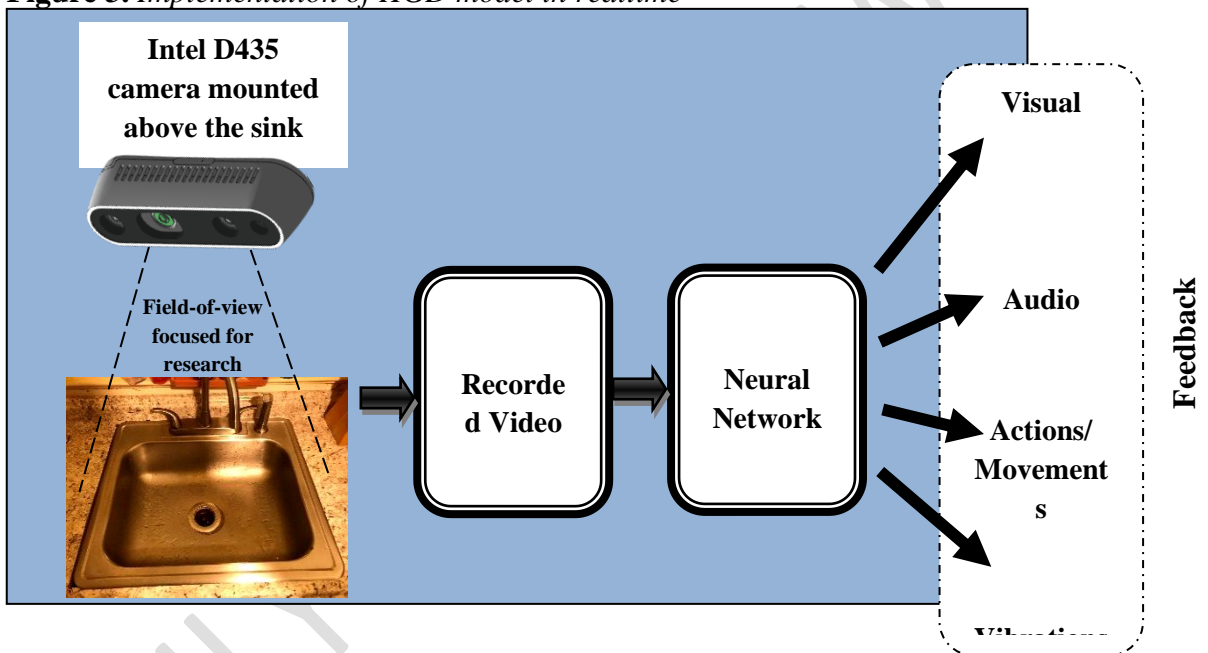 Intel D435
camera mounted
above the sink
Field-of-view
focused for
research
Recorde
d Video
Neural
Network
Visual
Audio
Actions/
Movement
s
Feedback